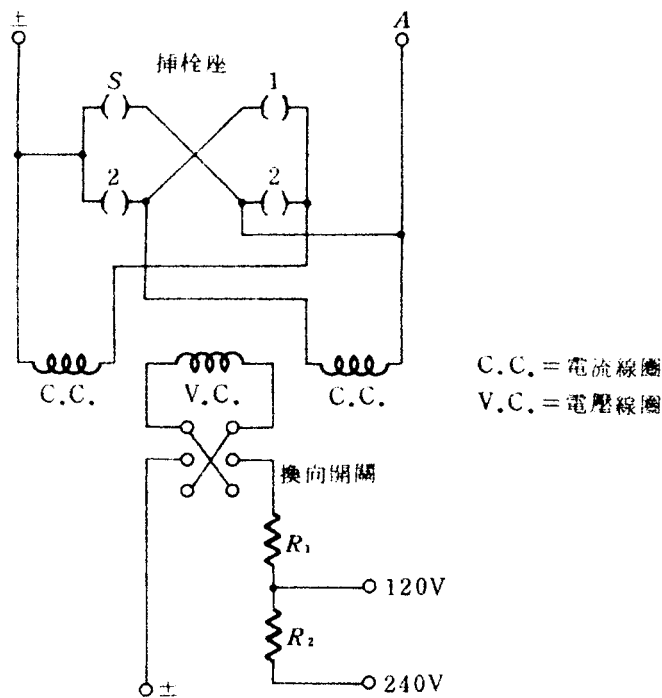 ±
A
插栓座
S
1
2
2
C.C.
V.C.
C.C.
C.C.=電流線圈
V.C.=電壓線圈
換向開關
R₁
120V
R₂
240V
±